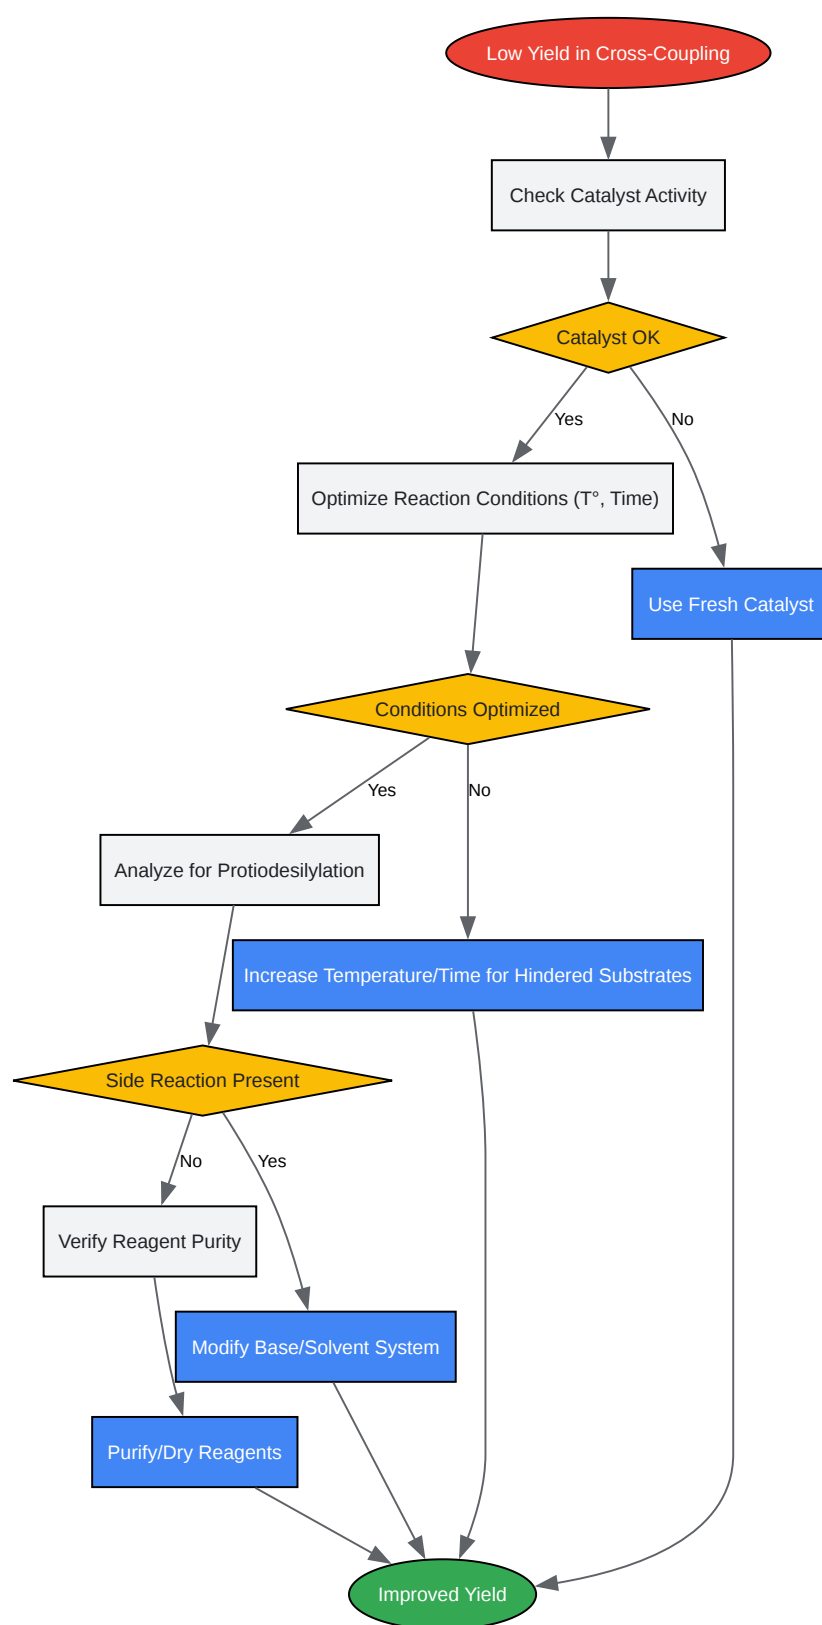 Low Yield in Cross-Coupling
Check Catalyst Activity
Catalyst OK
Yes
No
Optimize Reaction Conditions (T°, Time)
Use Fresh Catalyst
Conditions Optimized
Yes
No
Analyze for Protiodesilylation
Increase Temperature/Time for Hindered Substrates
Side Reaction Present
No
Yes
Verify Reagent Purity
Modify Base/Solvent System
Purify/Dry Reagents
Improved Yield